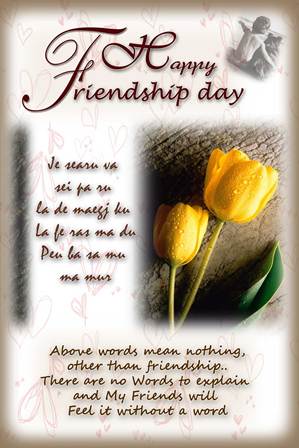 Happy
Friendship day
Je searu va
sei pa ru
la de maegj ku
La fe ras ma du
Peu ba sa mu
ma mur
Above words mean nothing,
other than friendship..
There are no Words to explain
and My Friends will
Feel it without a word